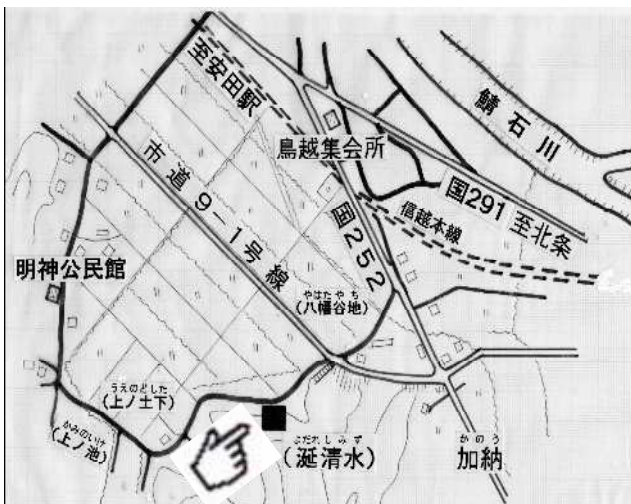 至安田駅
鯖石川
鳥越集会所
市道9-1号線
国252
国291 至北条
信越本線
明神公民館
やはたやち
(八幡谷地)
うえのどした
(上ノ土下)
かみのいけ
(上ノ池)
よだれしみず
(涎清水)
かのう
加納